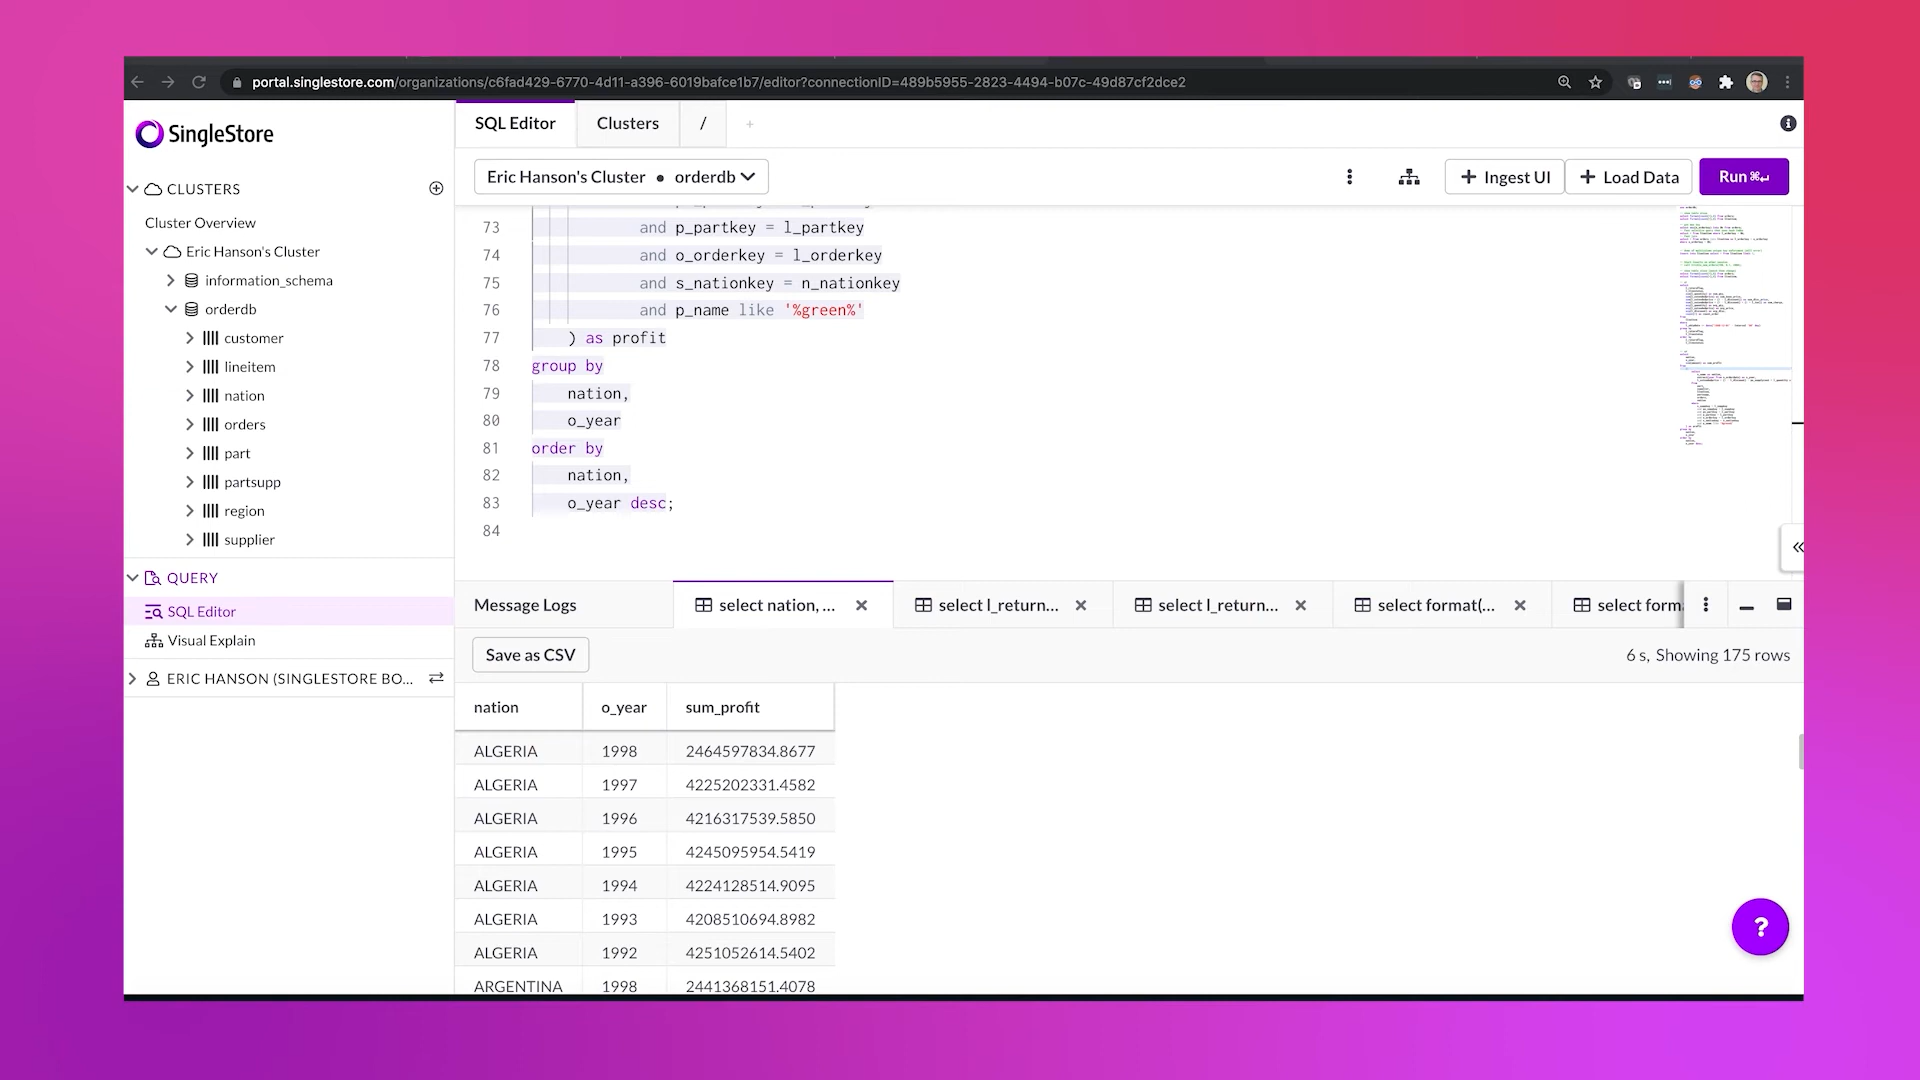 portal.singlestore.com/organizations/c6fad429-6770-4d11-a396-6019bafce1b7/editor?connectionID=489b5955-2823-4494-b07c-49d87cf2dce2
SingleStore
CLUSTERS
Cluster Overview
Eric Hanson's Cluster
information_schema
orderdb
customer
lineitem
nation
orders
part
partsupp
region
supplier
QUERY
SQL Editor
Visual Explain
ERIC HANSON (SINGLESTORE BO...
SQL Editor Clusters / +
Eric Hanson's Cluster • orderdb
+ Ingest UI + Load Data Run ⌘↵
73 and p_partkey = l_partkey
74 and o_orderkey = l_orderkey
75 and s_nationkey = n_nationkey
76 and p_name like '%green%'
77 ) as profit
78 group by
79 nation,
80 o_year
81 order by
82 nation,
83 o_year desc;
84
Message Logs select nation, ... select l_return... select l_return... select format(... select form
Save as CSV 6 s, Showing 175 rows
nation o_year sum_profit
ALGERIA 1998 2464597834.8677
ALGERIA 1997 4225202331.4582
ALGERIA 1996 4216317539.5850
ALGERIA 1995 4245095954.5419
ALGERIA 1994 4224128514.9095
ALGERIA 1993 4208510694.8982
ALGERIA 1992 4251052614.5402
ARGENTINA 1998 2441368151.4078
?